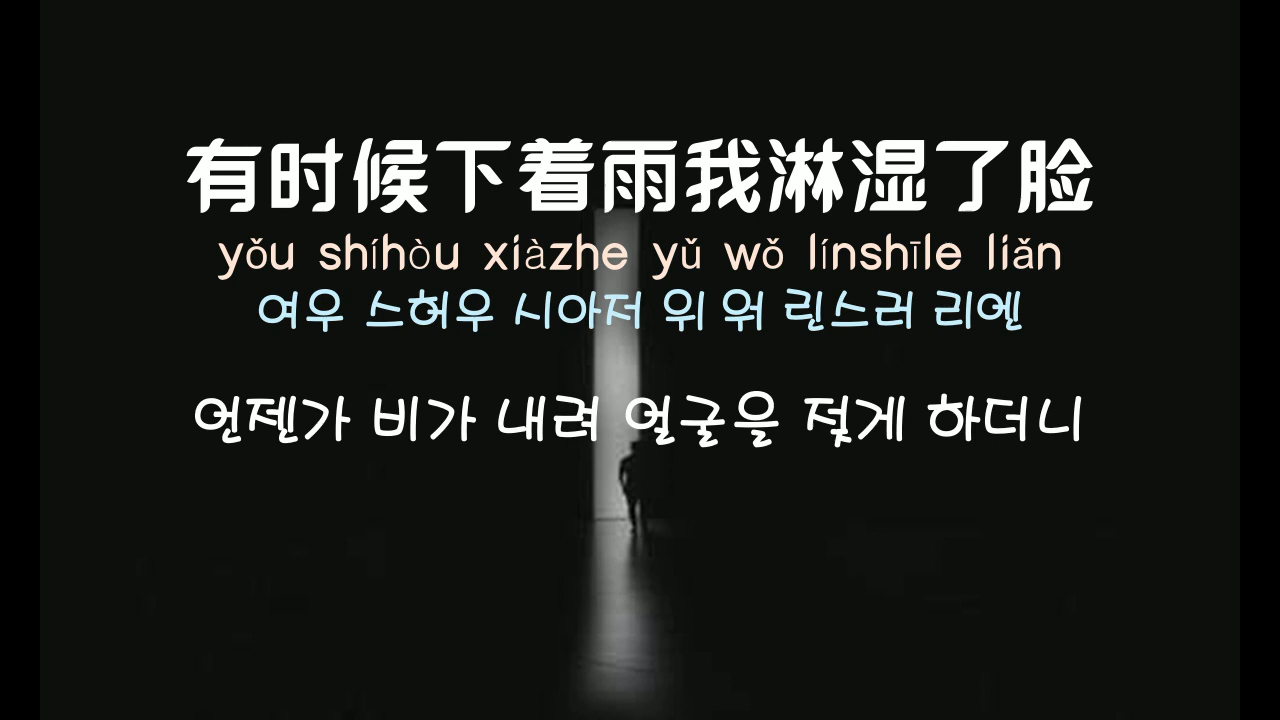 有时候下着雨我淋湿了脸
yǒu shíhòu xiàzhe yǔ wǒ línshīle liǎn
여우 스허우 시아저 위 워 린스러 리엔
언젠가 비가 내려 얼굴을 젖게 하더니